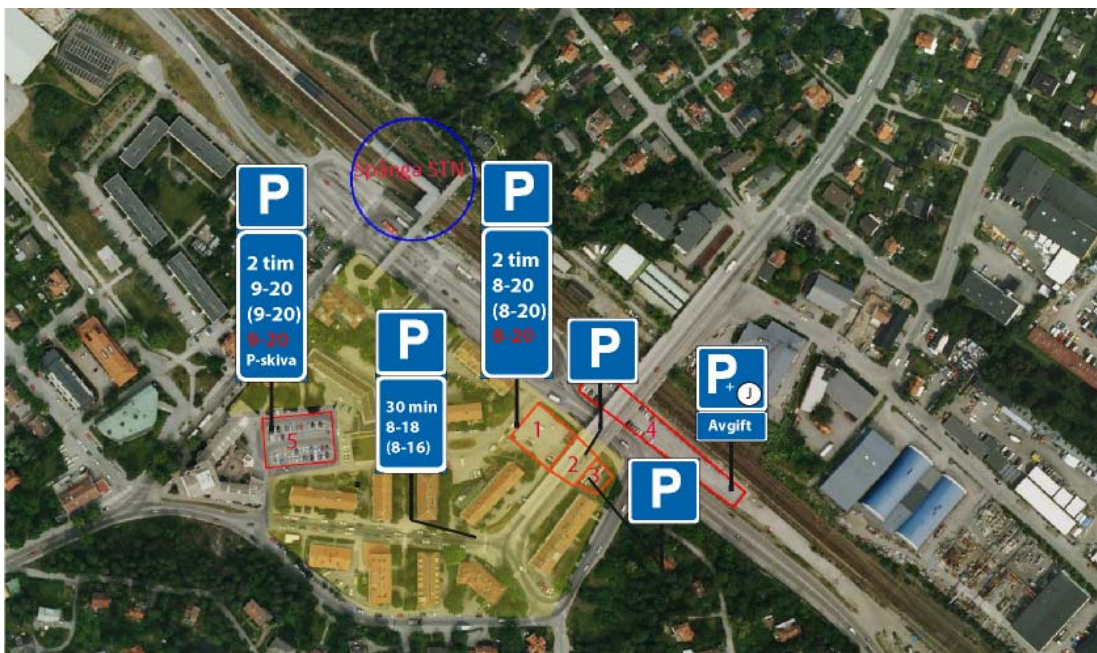 Spånga STN
P
2 tim
9-20
(9-20)
9-20
P-skiva
P
30 min
8-18
(8-16)
P
2 tim
8-20
(8-20)
8-20
P
P+ J
Avgift
P
1
2
3
4
5